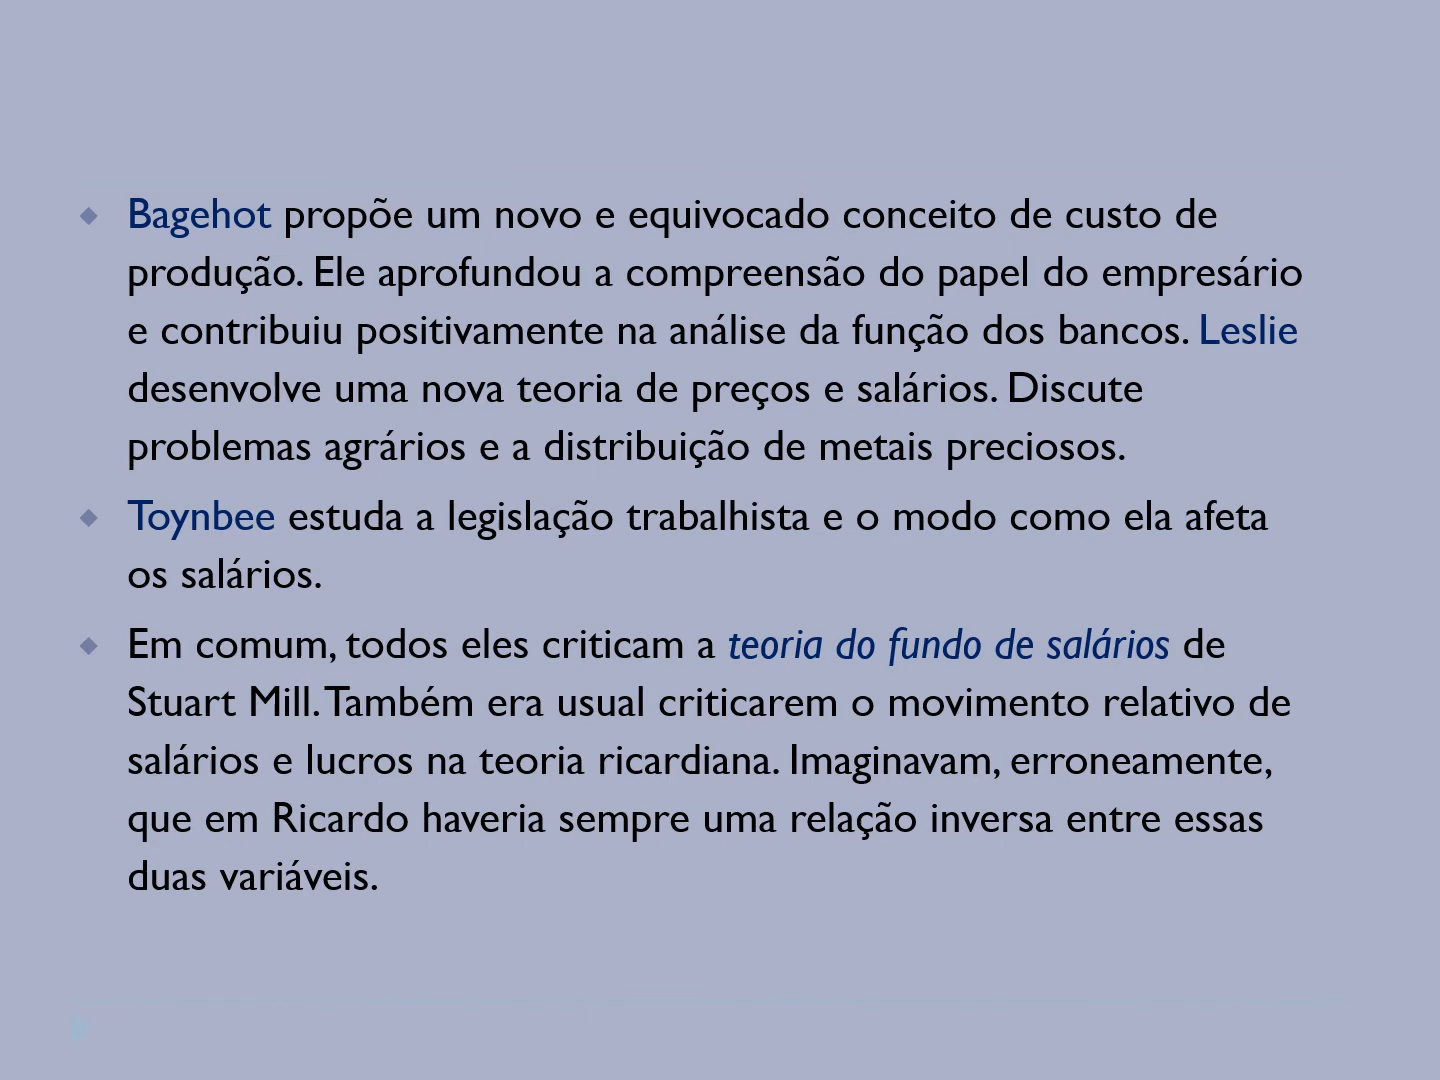 Bagehot propõe um novo e equivocado conceito de custo de
produção. Ele aprofundou a compreensão do papel do empresário
e contribuiu positivamente na análise da função dos bancos. Leslie
desenvolve uma nova teoria de preços e salários. Discute
problemas agrários e a distribuição de metais preciosos.
Toynbee estuda a legislação trabalhista e o modo como ela afeta
os salários.
Em comum, todos eles criticam a teoria do fundo de salários de
Stuart Mill. Também era usual criticarem o movimento relativo de
salários e lucros na teoria ricardiana. Imaginavam, erroneamente,
que em Ricardo haveria sempre uma relação inversa entre essas
duas variáveis.